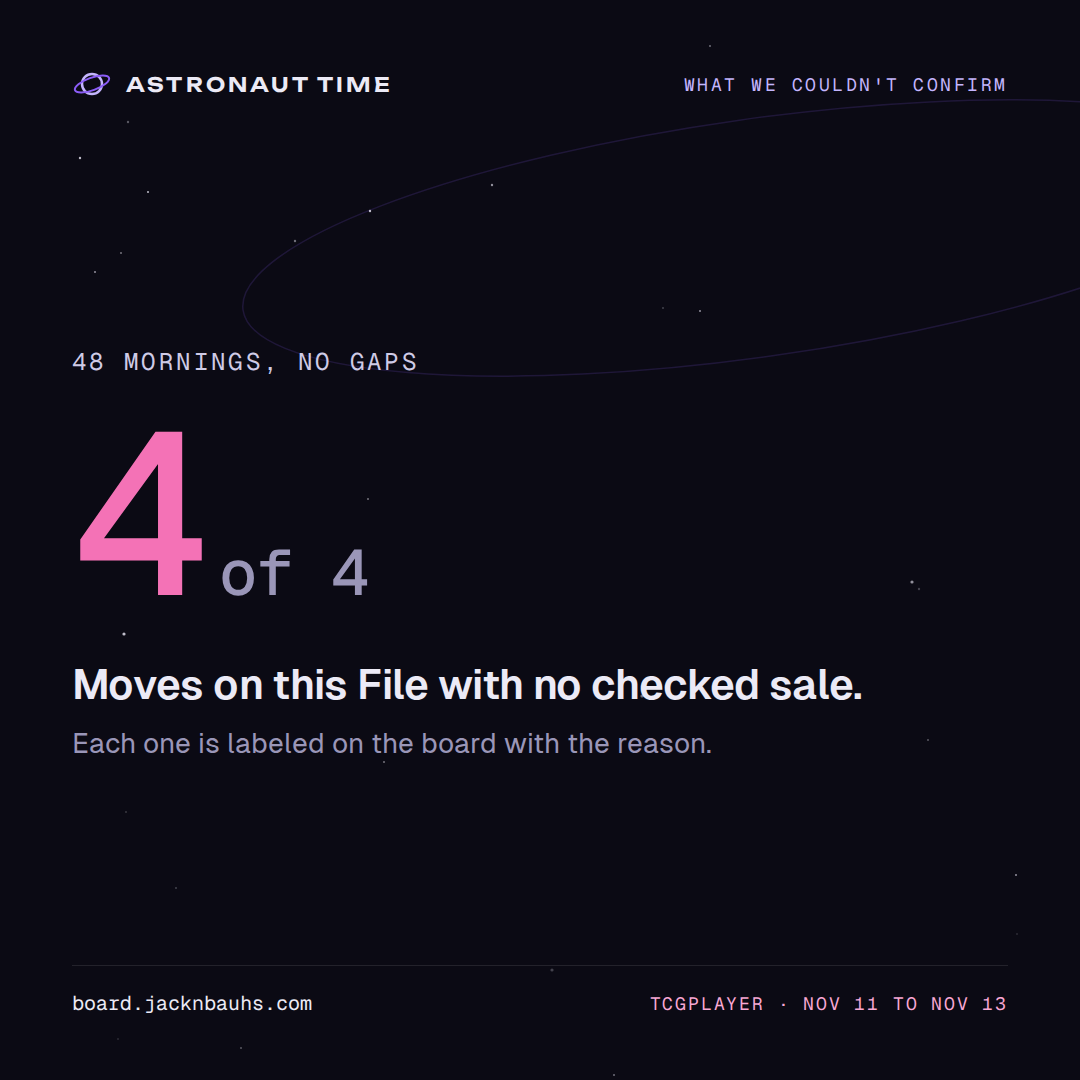 ASTRONAUT TIME
WHAT WE COULDN'T CONFIRM
48 MORNINGS, NO GAPS
4 of 4
Moves on this File with no checked sale.
Each one is labeled on the board with the reason.
board.jacknbauhs.com
TCGPLAYER · NOV 11 TO NOV 13